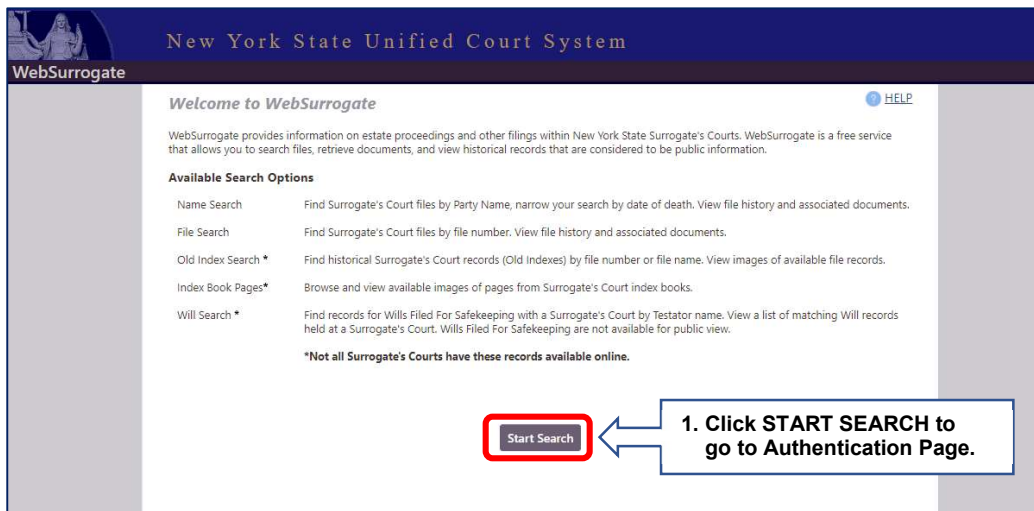 New York State Unified Court System
WebSurrogate
Welcome to WebSurrogate
? HELP
WebSurrogate provides information on estate proceedings and other filings within New York State Surrogate's Courts. WebSurrogate is a free service
that allows you to search files, retrieve documents, and view historical records that are considered to be public information.
Available Search Options
Name Search Find Surrogate's Court files by Party Name, narrow your search by date of death. View file history and associated documents.
File Search Find Surrogate's Court files by file number. View file history and associated documents.
Old Index Search * Find historical Surrogate's Court records (Old Indexes) by file number or file name. View images of available file records.
Index Book Pages* Browse and view available images of pages from Surrogate's Court index books.
Will Search * Find records for Wills Filed For Safekeeping with a Surrogate's Court by Testator name. View a list of matching Will records
held at a Surrogate's Court. Wills Filed For Safekeeping are not available for public view.
*Not all Surrogate's Courts have these records available online.
Start Search
1. Click START SEARCH to
go to Authentication Page.